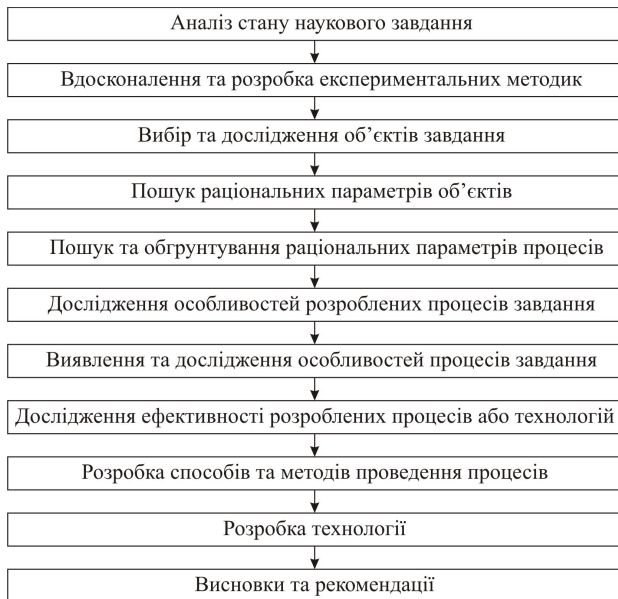 Аналіз стану наукового завдання
Вдосконалення та розробка експериментальних методик
Вибір та дослідження об’єктів завдання
Пошук раціональних параметрів об’єктів
Пошук та обгрунтування раціональних параметрів процесів
Дослідження особливостей розроблених процесів завдання
Виявлення та дослідження особливостей процесів завдання
Дослідження ефективності розроблених процесів або технологій
Розробка способів та методів проведення процесів
Розробка технології
Висновки та рекомендації